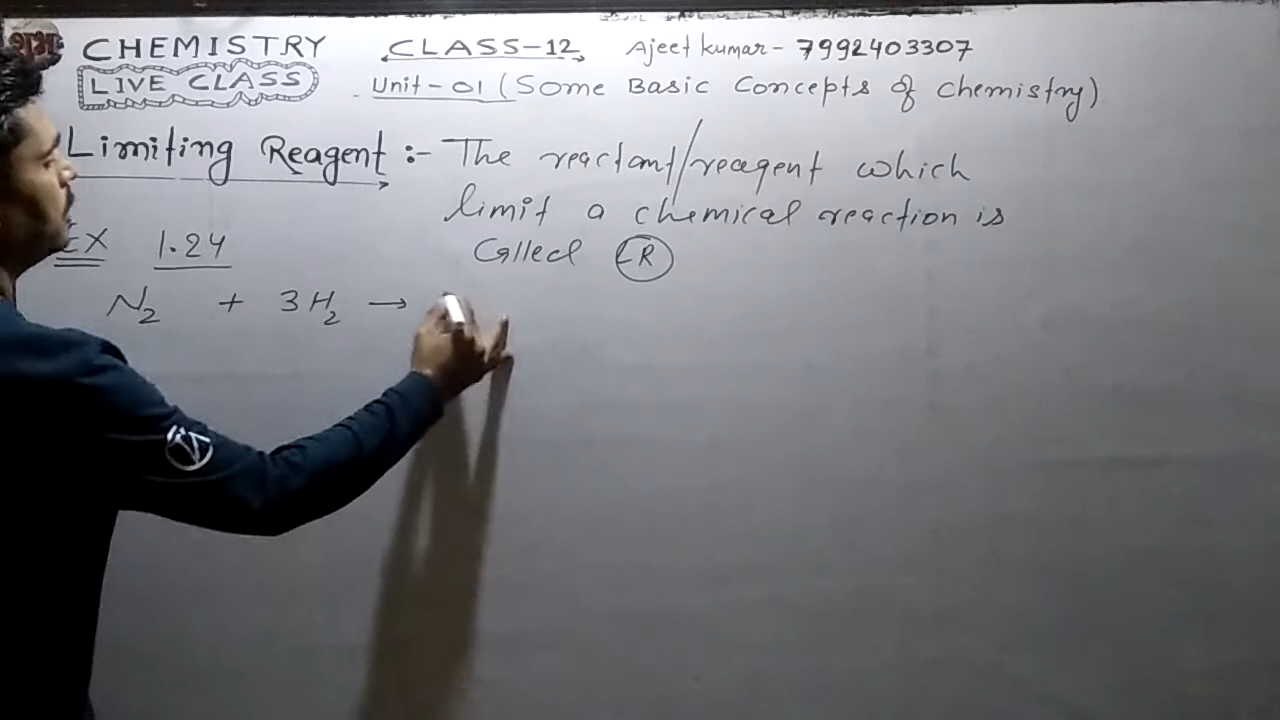 CHEMISTRY CLASS-12 Ajeet kumar - 7992403307
LIVE CLASS Unit - 01 (Some Basic Concepts of chemistry)
Limiting Reagent :- The reactant/reagent which
limit a chemical reaction is
Called LR
EX 1.24
N2 + 3H2 →